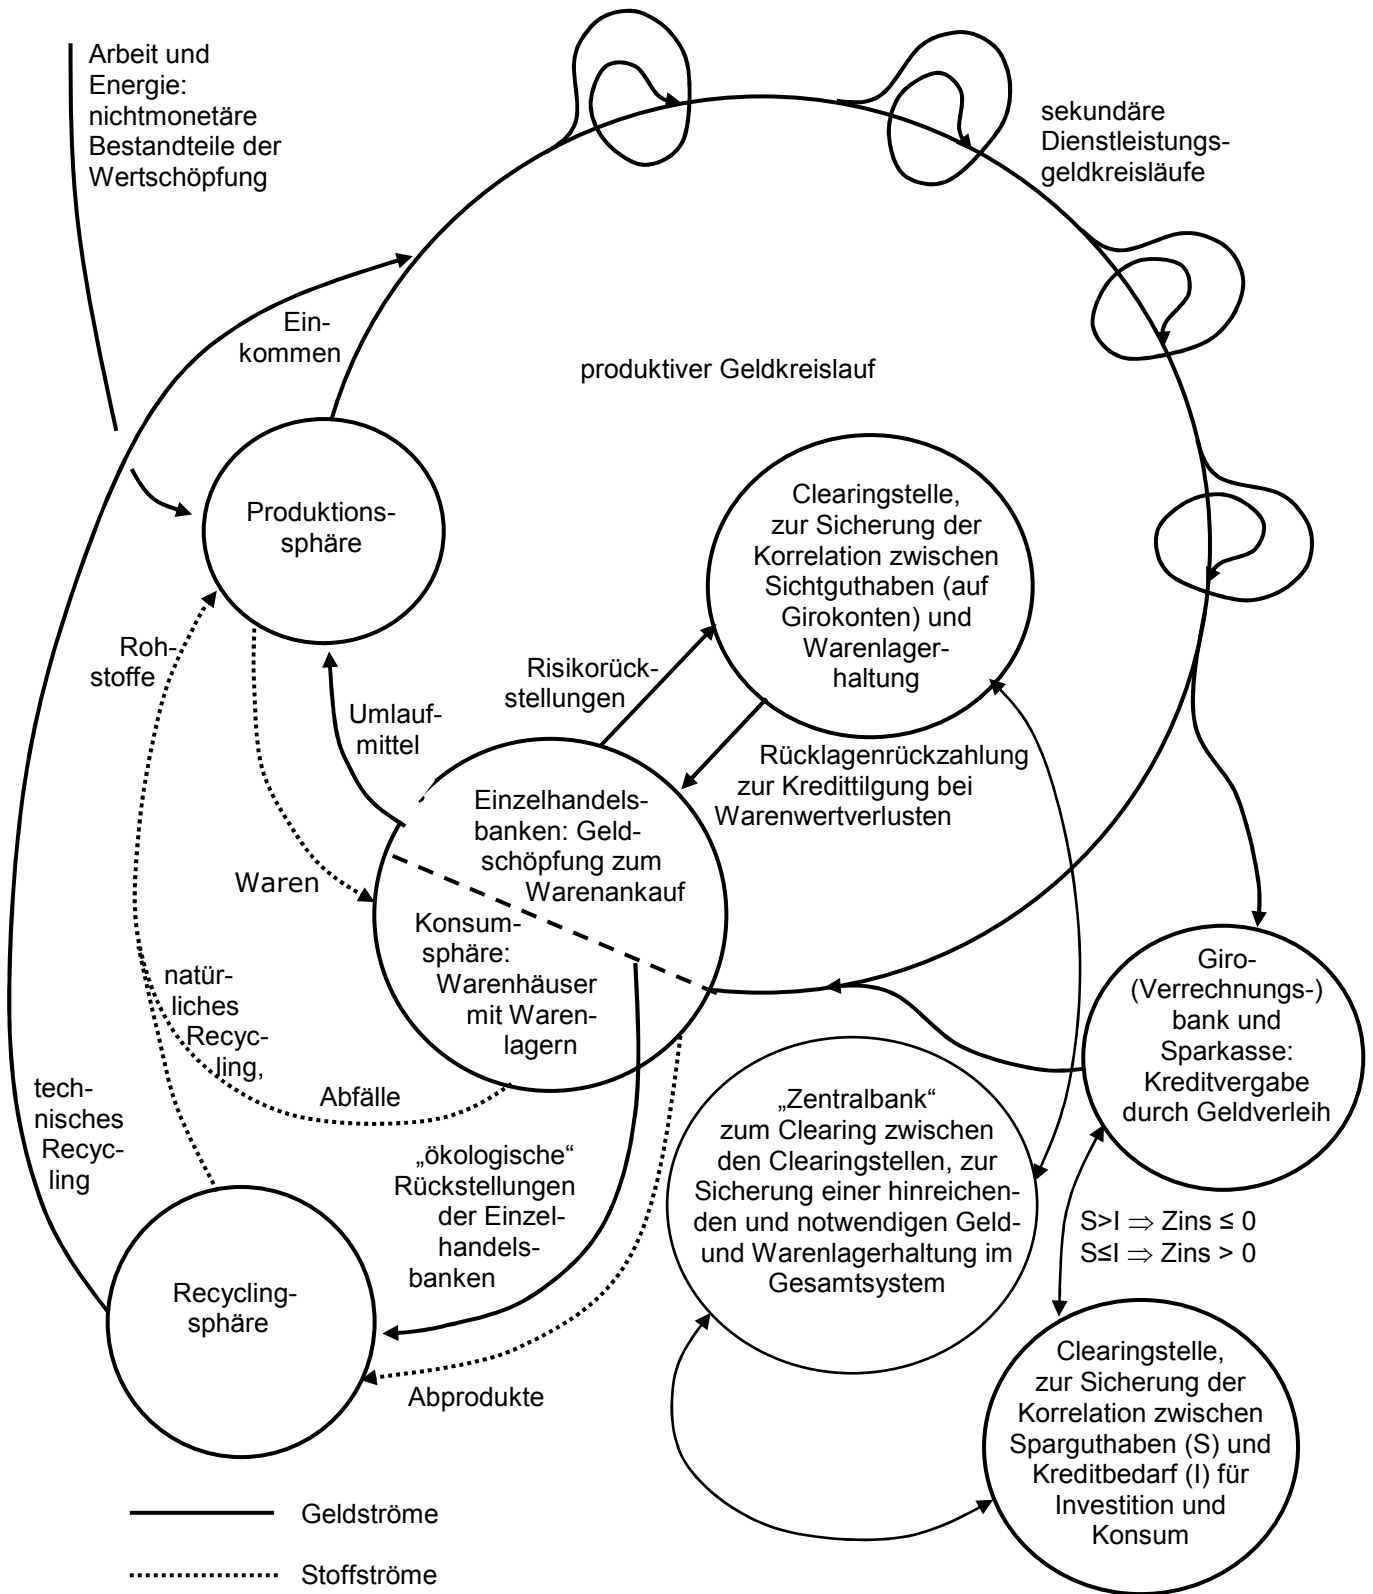 Arbeit und
Energie:
nichtmonetäre
Bestandteile der
Wertschöpfung
sekundäre
Dienstleistungs-
geldkreisläufe
Ein-
kommen
produktiver Geldkreislauf
Produktions-
sphäre
Clearingstelle,
zur Sicherung der
Korrelation zwischen
Sichtguthaben (auf
Girokonten) und
Warenlager-
haltung
Roh-
stoffe
Risikorück-
stellungen
Umlauf-
mittel
Rücklagenrückzahlung
zur Kredittilgung bei
Warenwertverlusten
Einzelhandels-
banken: Geld-
schöpfung zum
Warenankauf
Waren
Konsum-
sphäre:
Warenhäuser
mit Waren-
lagern
natür-
liches
Recyc-
ling,
Abfälle
Giro-
(Verrechnungs-)
bank und
Sparkasse:
Kreditvergabe
durch Geldverleih
tech-
nisches
Recyc-
ling
„ökologische“
Rückstellungen
der Einzel-
handels-
banken
„Zentralbank“
zum Clearing zwischen
den Clearingstellen, zur
Sicherung einer hinreichen-
den und notwendigen Geld-
und Warenlagerhaltung im
Gesamtsystem
S>I ⇒ Zins ≤ 0
S≤I ⇒ Zins > 0
Recycling-
sphäre
Abprodukte
Clearingstelle,
zur Sicherung der
Korrelation zwischen
Sparguthaben (S) und
Kreditbedarf (I) für
Investition und
Konsum
Geldströme
Stoffströme